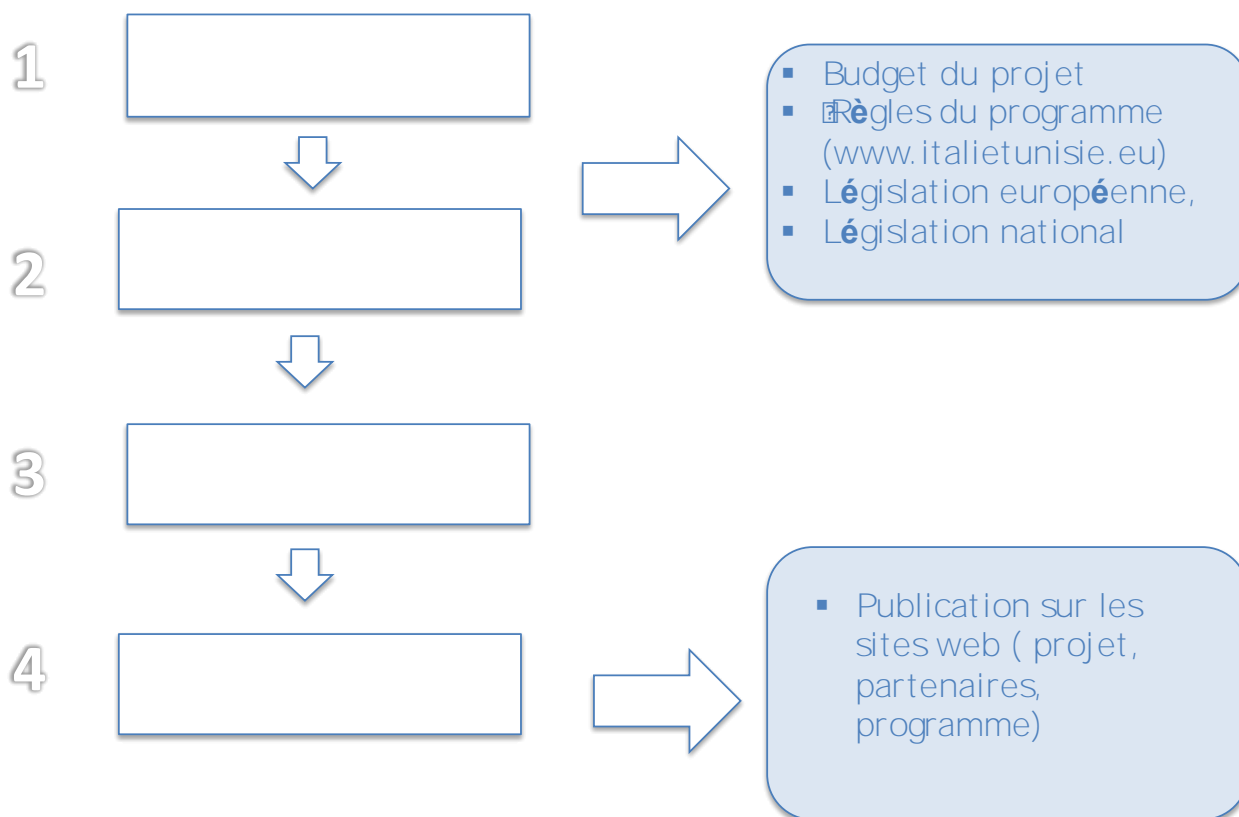 1
▪ Budget du projet
▪ Règles du programme
(www.italietunisie.eu)
▪ Législation européenne,
▪ Législation national
2
3
4
▪ Publication sur les
sites web ( projet,
partenaires,
programme)